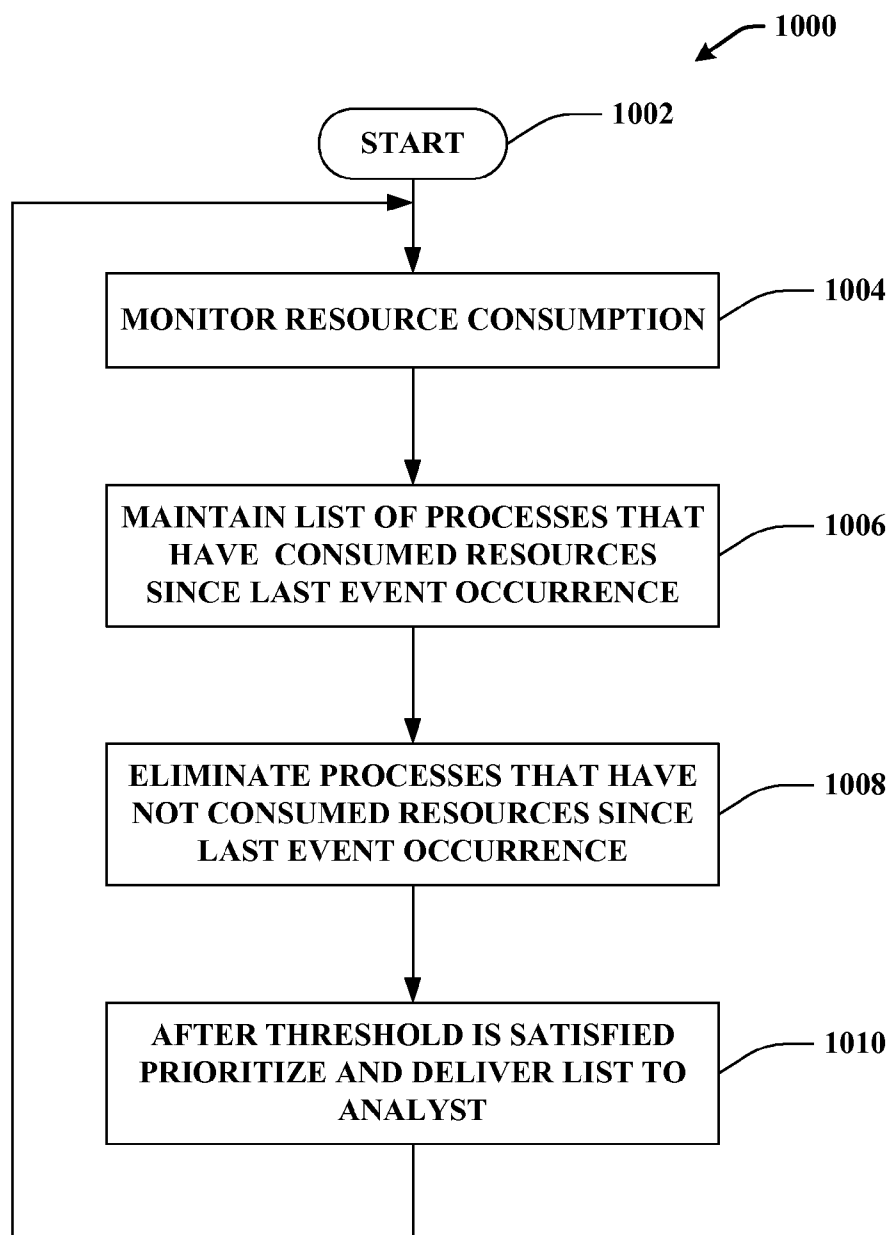 1000
START
1002
MONITOR RESOURCE CONSUMPTION
1004
MAINTAIN LIST OF PROCESSES THAT
HAVE CONSUMED RESOURCES
SINCE LAST EVENT OCCURRENCE
1006
ELIMINATE PROCESSES THAT HAVE
NOT CONSUMED RESOURCES SINCE
LAST EVENT OCCURRENCE
1008
AFTER THRESHOLD IS SATISFIED
PRIORITIZE AND DELIVER LIST TO
ANALYST
1010